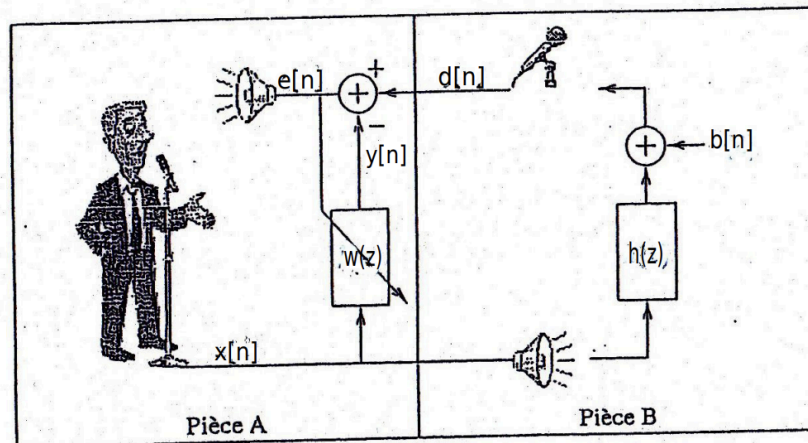 e[n]
+
d[n]
+
−
y[n]
+
b[n]
w(z)
h(z)
x[n]
Pièce A
Pièce B